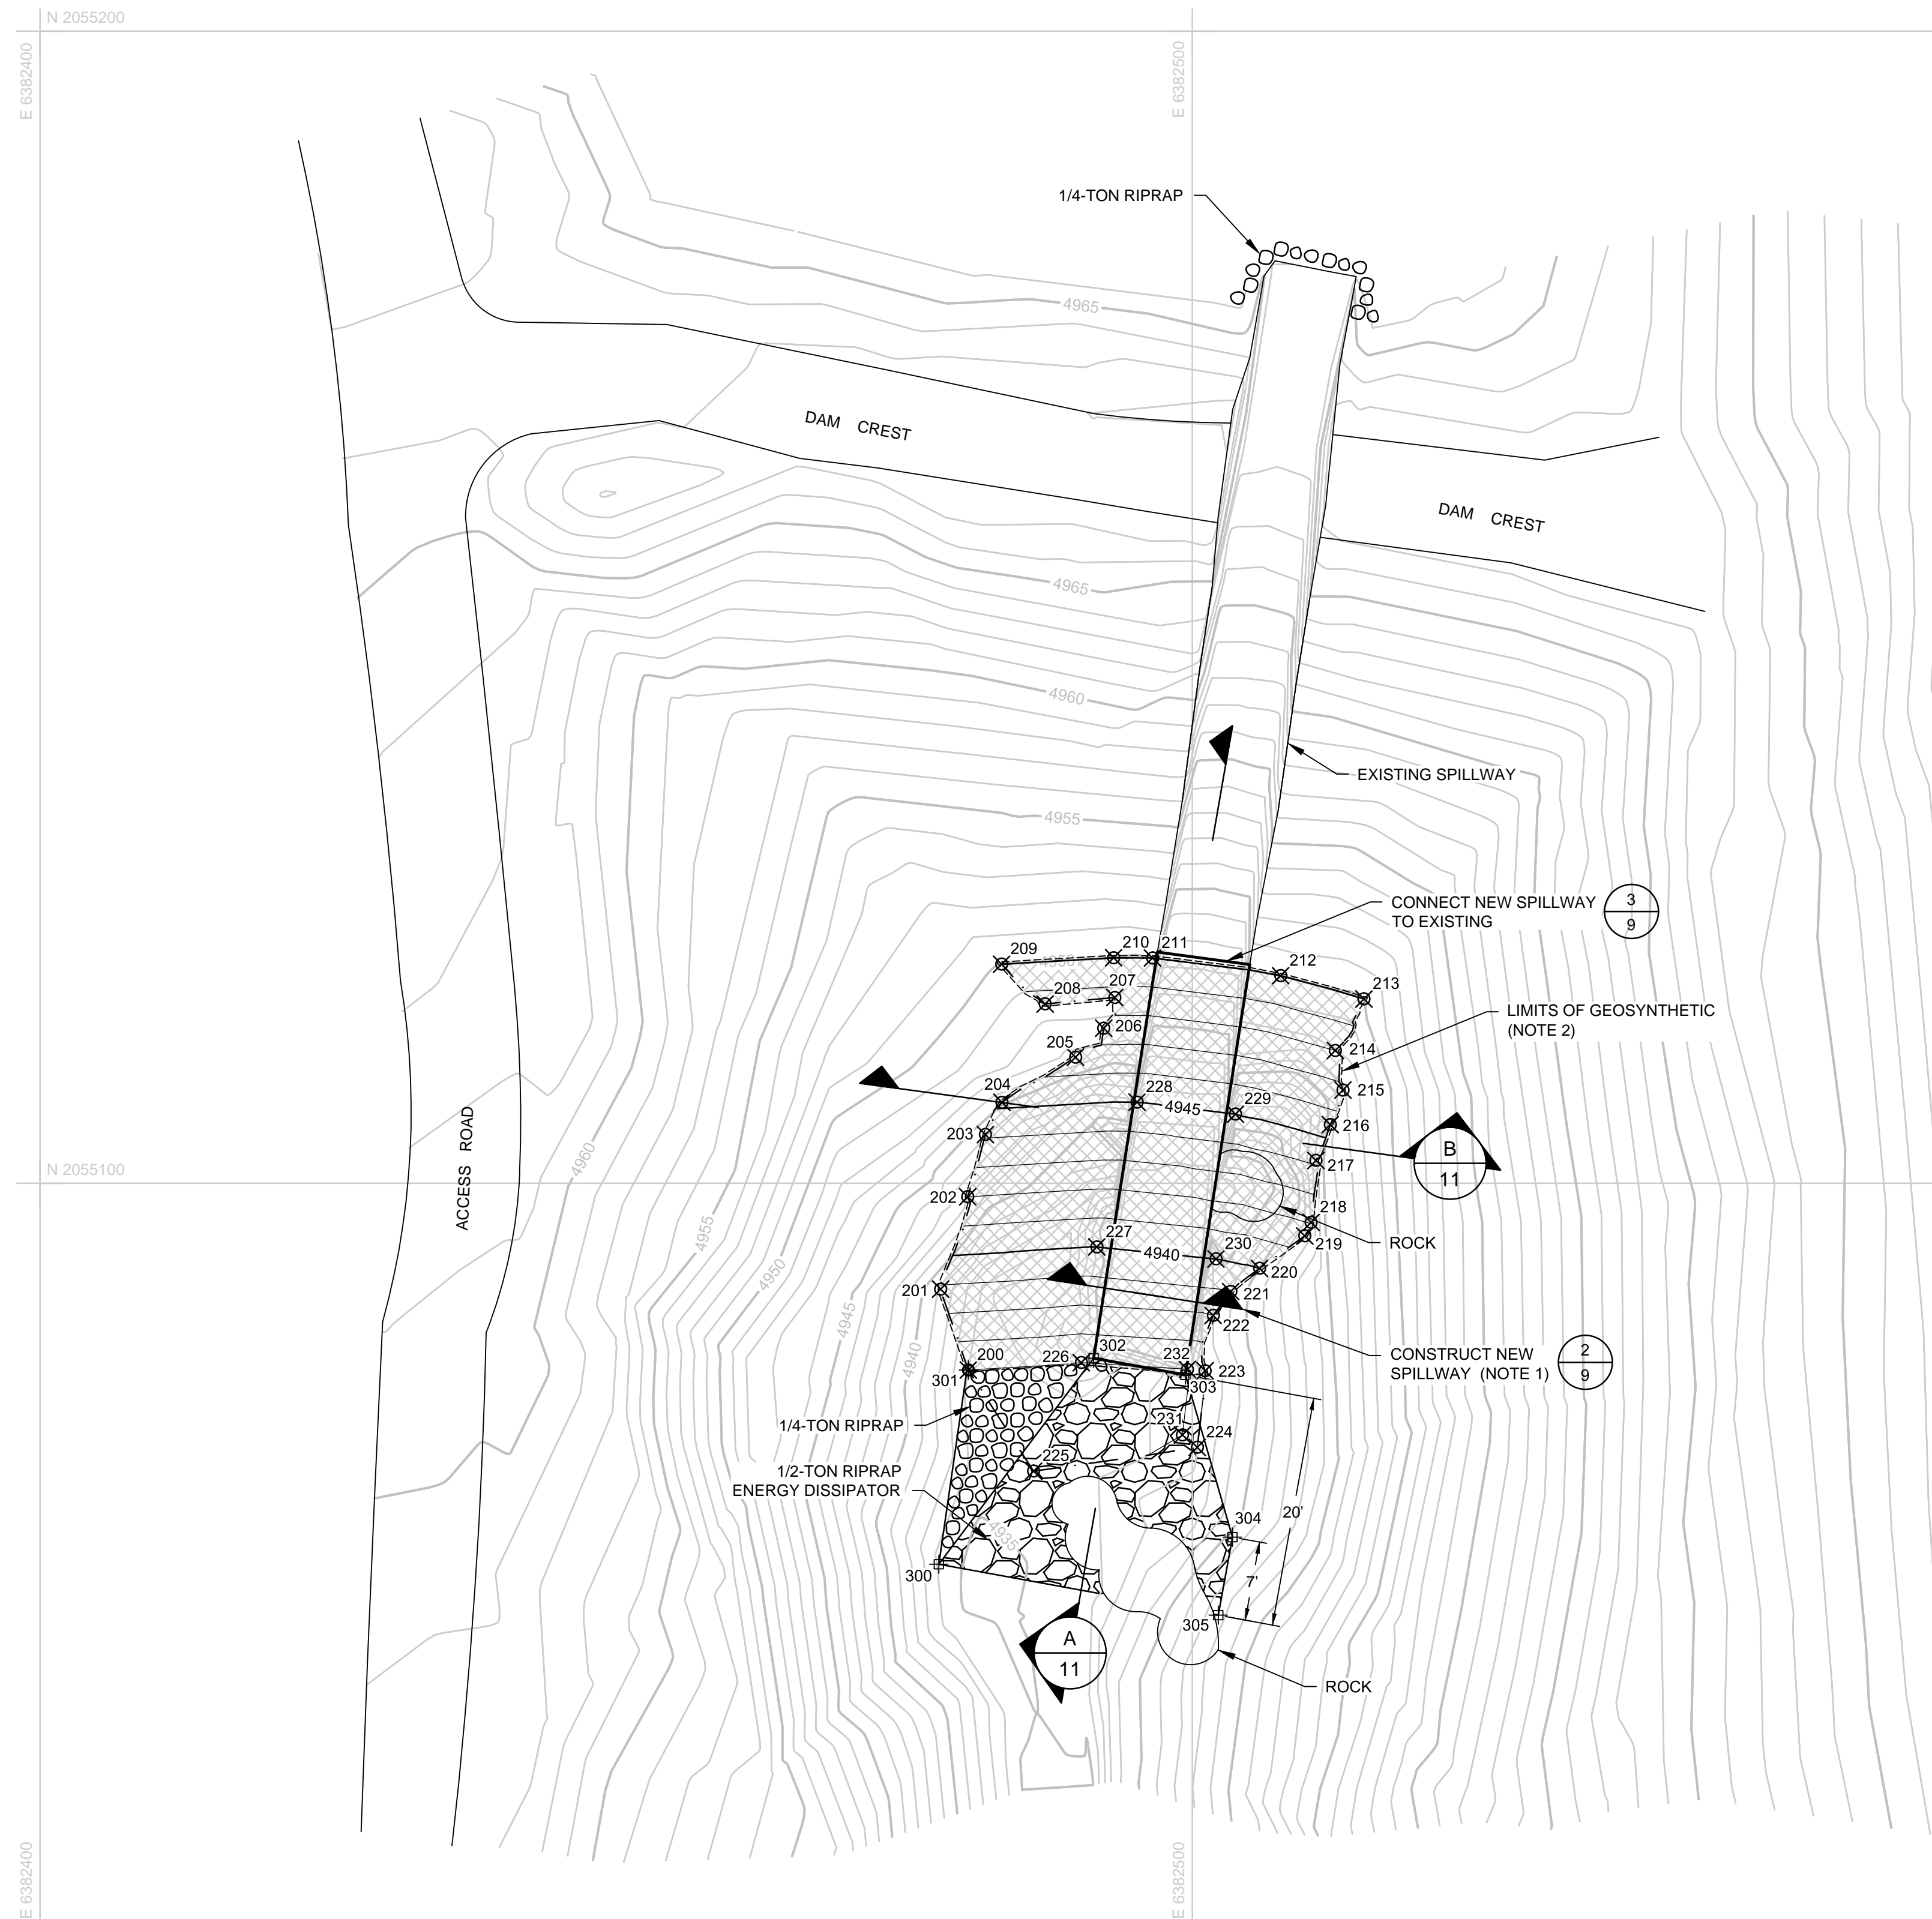 N 2055200
E 6382400
E 6382500
1/4-TON RIPRAP
4965
DAM CREST
DAM CREST
4965
4960
EXISTING SPILLWAY
4955
CONNECT NEW SPILLWAY
TO EXISTING
3
9
209
210
211
4950
212
208
207
213
LIMITS OF GEOSYNTHETIC
(NOTE 2)
206
205
214
204
228
229
215
4945
216
203
ACCESS ROAD
B
11
N 2055100
4960
217
202
218
4955
227
219
ROCK
4940
230
4950
220
201
221
4945
222
CONSTRUCT NEW
SPILLWAY (NOTE 1)
2
9
4940
200
226
302
232
223
301
303
1/4-TON RIPRAP
231
224
225
1/2-TON RIPRAP
ENERGY DISSIPATOR
20'
304
4935
300
7'
305
A
11
ROCK
E 6382400
E 6382500